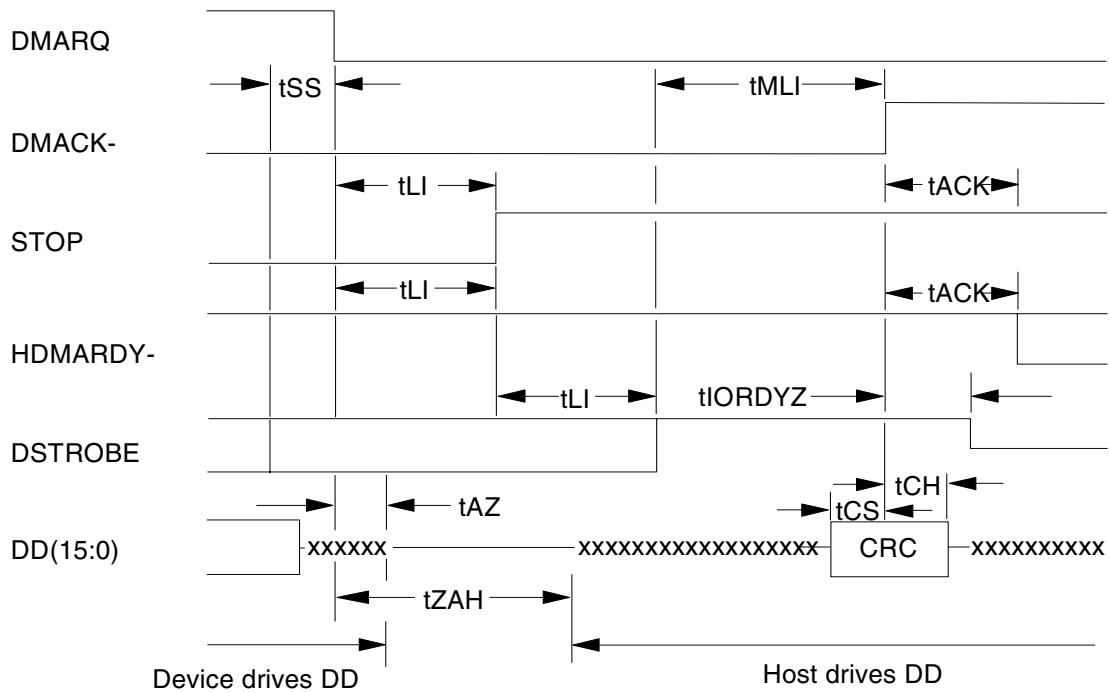 DMARQ
tSS
tMLI
DMACK-
tLI
tACK
STOP
tLI
tACK
HDMARDY-
tLI
tIORDYZ
DSTROBE
tCH
tAZ
tCS
DD(15:0)
xxxxxx
xxxxxxxxxxxxxxxxxx
CRC
xxxxxxxxxx
tZAH
Device drives DD
Host drives DD